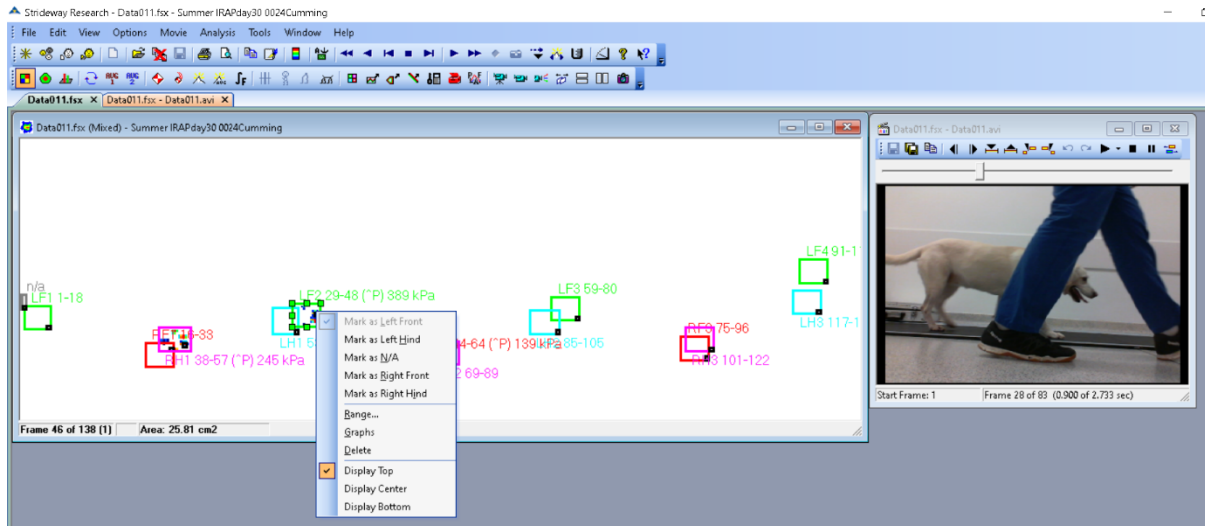 Strideway Research - Data011.fsx - Summer IRAPday30 0024Cumming
File Edit View Options Movie Analysis Tools Window Help
Data011.fsx X Data011.fsx - Data011.avi X
Data011.fsx (Mixed) - Summer IRAPday30 0024Cumming
n/a
LF1 1-18
LF2 29-48 (^P) 389 kPa
LF3 59-80
LF4 91-1
-33
RH1 38-57 (^P) 245 kPa
LH1 5
4-64 (^P) 139 k
85-105
2 69-89
RF3 75-96
RH3 101-122
LH3 117-1
Mark as Left Front
Mark as Left Hind
Mark as N/A
Mark as Right Front
Mark as Right Hind
Range...
Graphs
Delete
Display Top
Display Center
Display Bottom
Frame 46 of 138 (1) Area: 25.81 cm2
Data011.fsx - Data011.avi
Start Frame: 1 Frame 28 of 83 (0.900 of 2.733 sec)